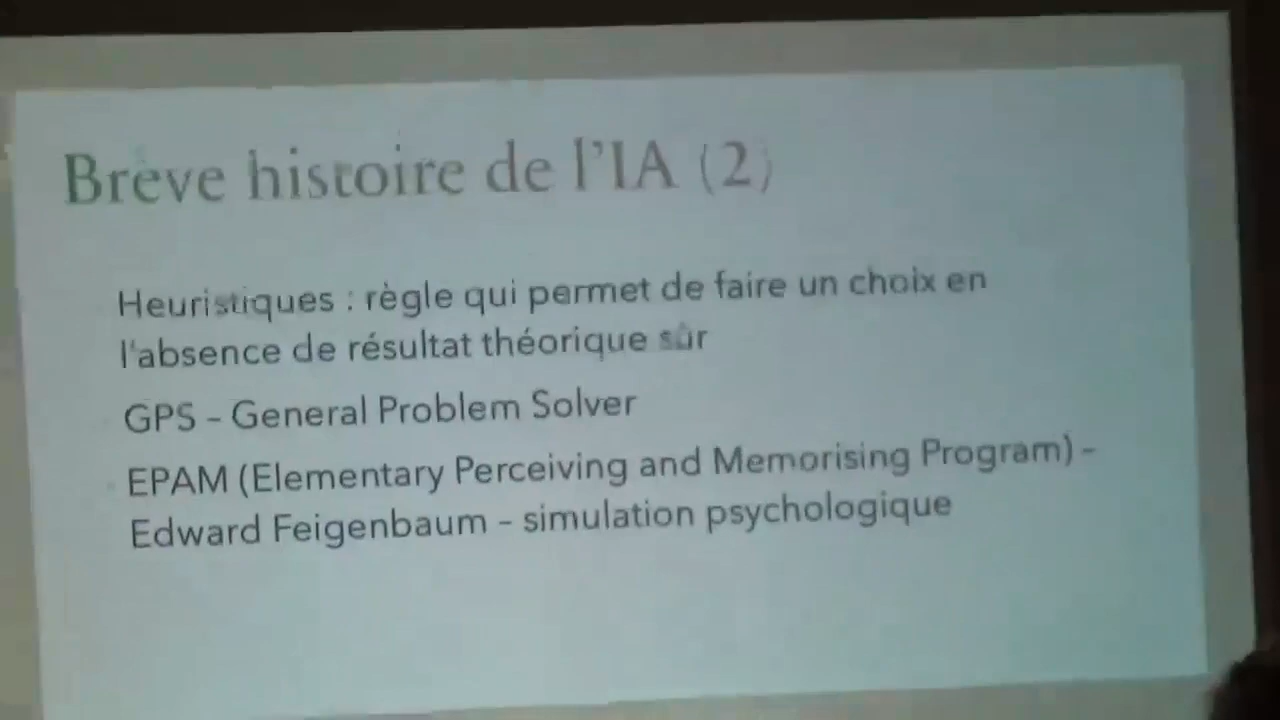 Brève histoire de l'IA (2)
Heuristiques : règle qui permet de faire un choix en
l'absence de résultat théorique sûr
GPS – General Problem Solver
EPAM (Elementary Perceiving and Memorising Program) –
Edward Feigenbaum – simulation psychologique